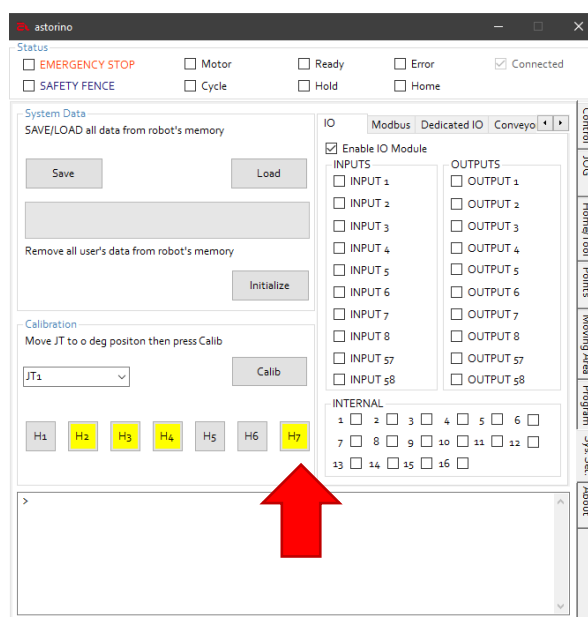 astorino
Status
EMERGENCY STOP Motor Ready Error Connected
SAFETY FENCE Cycle Hold Home
System Data
SAVE/LOAD all data from robot's memory
Save Load
Remove all user's data from robot's memory
Initialize
Calibration
Move JT to 0 deg positon then press Calib
JT1
Calib
H1 H2 H3 H4 H5 H6 H7
IO Modbus Dedicated IO Conveyo
Enable IO Module
INPUTS OUTPUTS
INPUT 1 OUTPUT 1
INPUT 2 OUTPUT 2
INPUT 3 OUTPUT 3
INPUT 4 OUTPUT 4
INPUT 5 OUTPUT 5
INPUT 6 OUTPUT 6
INPUT 7 OUTPUT 7
INPUT 8 OUTPUT 8
INPUT 57 OUTPUT 57
INPUT 58 OUTPUT 58
INTERNAL
1 2 3 4 5 6
7 8 9 10 11 12
13 14 15 16
Control
JOG
Home/Tool
Points
Moving Area
Program
Sys. Set.
About
>